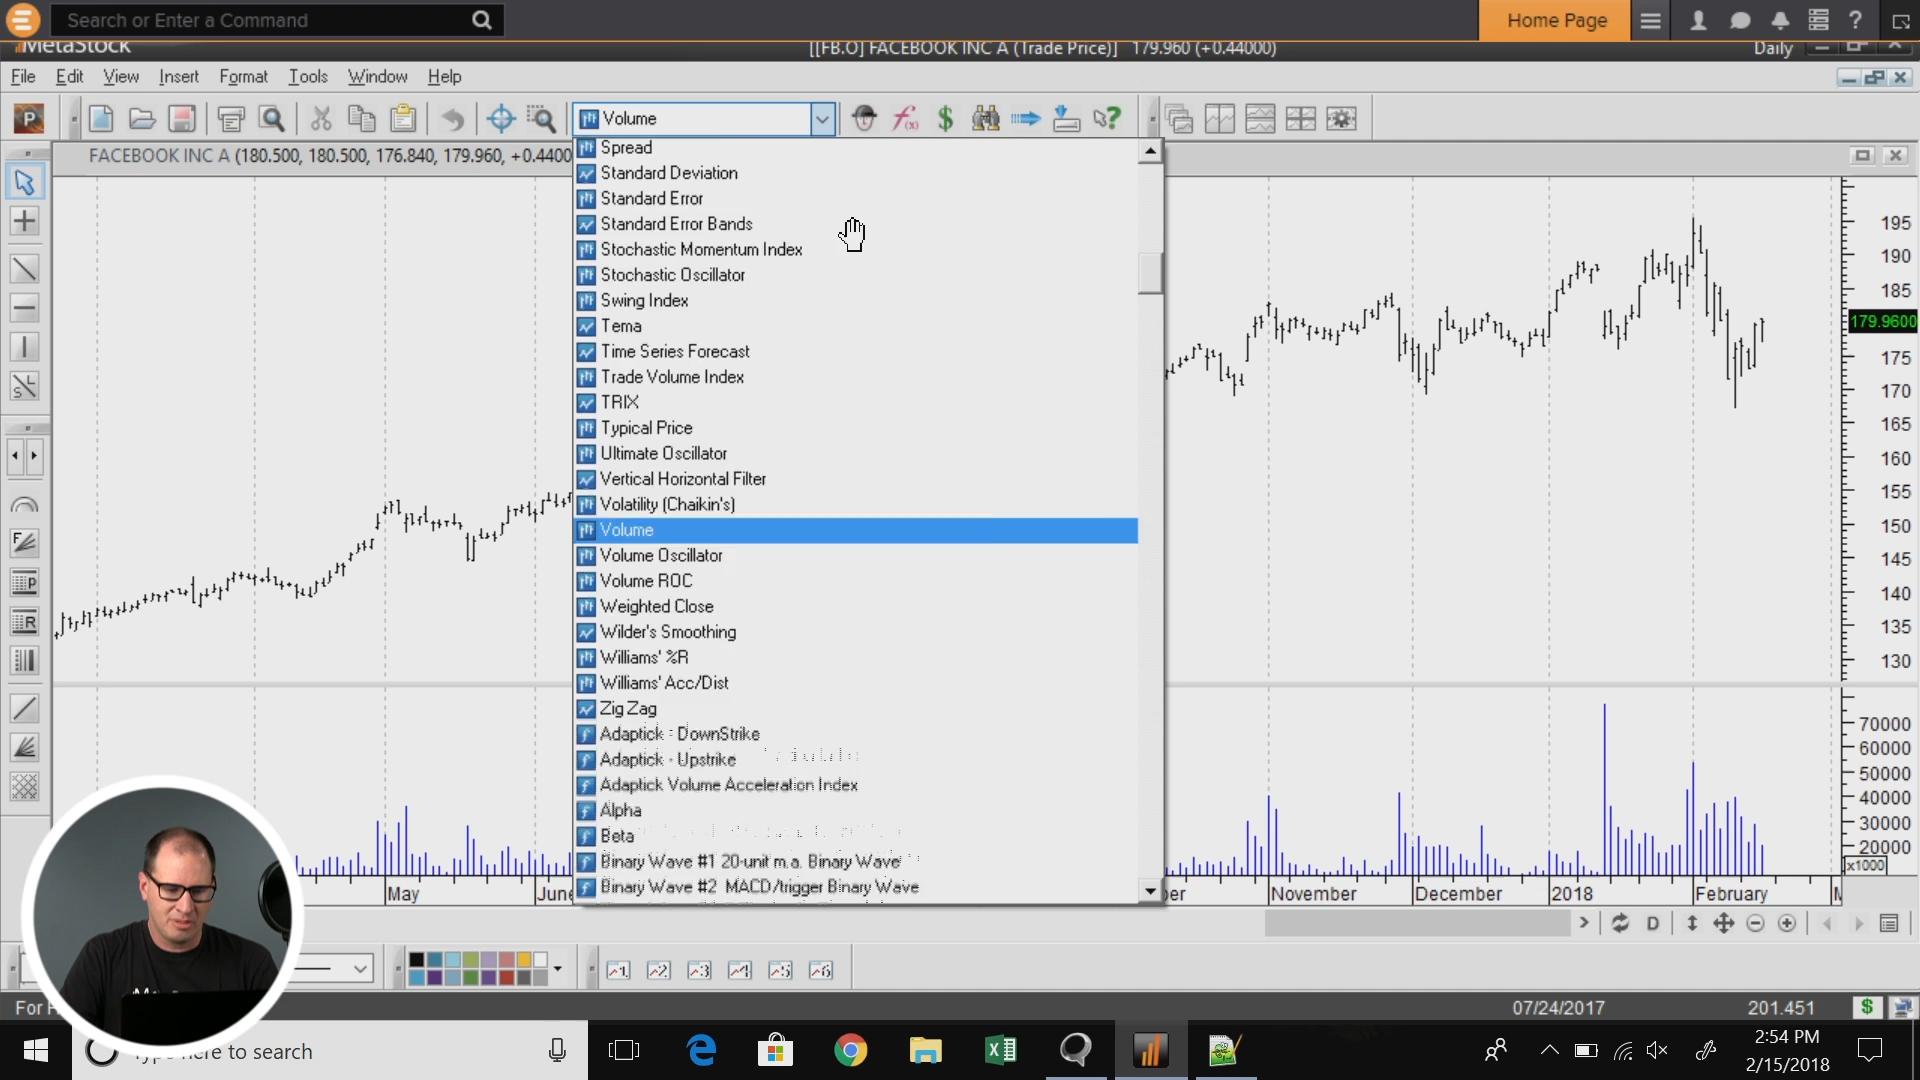 Search or Enter a Command
Home Page
?
MetaStock
[[FB.O] FACEBOOK INC A (Trade Price)] 179.960 (+0.44000)
Daily
File Edit View Insert Format Tools Window Help
P
Volume
f(x)
$
?
FACEBOOK INC A (180.500, 180.500, 176.840, 179.960, +0.4400
Spread
Standard Deviation
Standard Error
Standard Error Bands
Stochastic Momentum Index
Stochastic Oscillator
Swing Index
Tema
Time Series Forecast
Trade Volume Index
TRIX
Typical Price
Ultimate Oscillator
Vertical Horizontal Filter
Volatility (Chaikin's)
Volume
Volume Oscillator
Volume ROC
Weighted Close
Wilder's Smoothing
Williams' %R
Williams' Acc/Dist
Zig Zag
Adaptick - DownStrike
Adaptick - Upstrike
Adaptick Volume Acceleration Index
Alpha
Beta
Binary Wave #1 20-unit m.a. Binary Wave
Binary Wave #2 MACD/trigger Binary Wave
195
190
185
179.9600
175
170
165
160
155
150
145
140
135
130
70000
60000
50000
40000
30000
20000
x1000
May
June
ber
November
December
2018
February
D
For H
07/24/2017
201.451
$
Type here to search
2:54 PM
2/15/2018